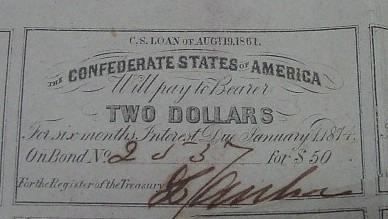 C.S. LOAN OF AUGT. 19, 1861.
THE CONFEDERATE STATES OF AMERICA
Will pay to Bearer
TWO DOLLARS
For six months Interest Due January 1, 1874.
On Bond No. 2537 for $50
For the Register of the Treasury